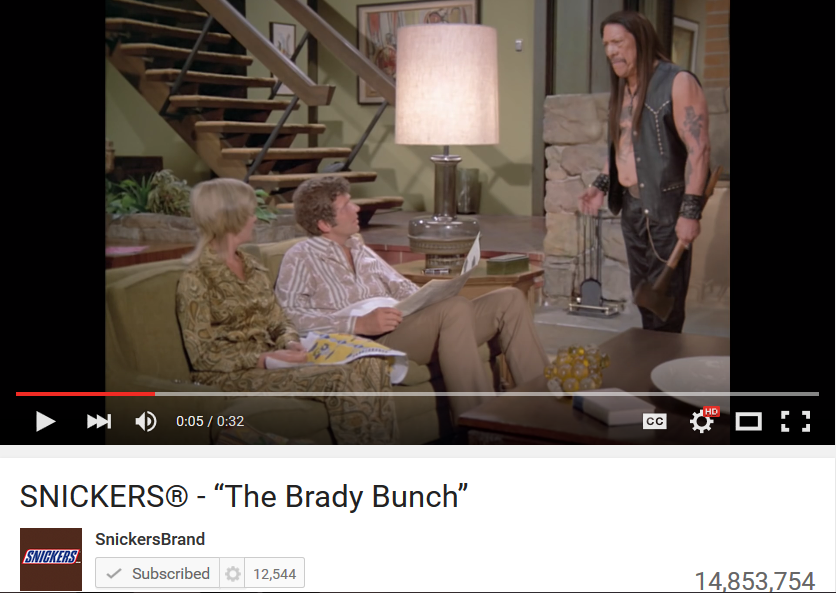 0:05 / 0:32
CC
HD
SNICKERS® - “The Brady Bunch”
SNICKERS
SnickersBrand
Subscribed 12,544
14,853,754